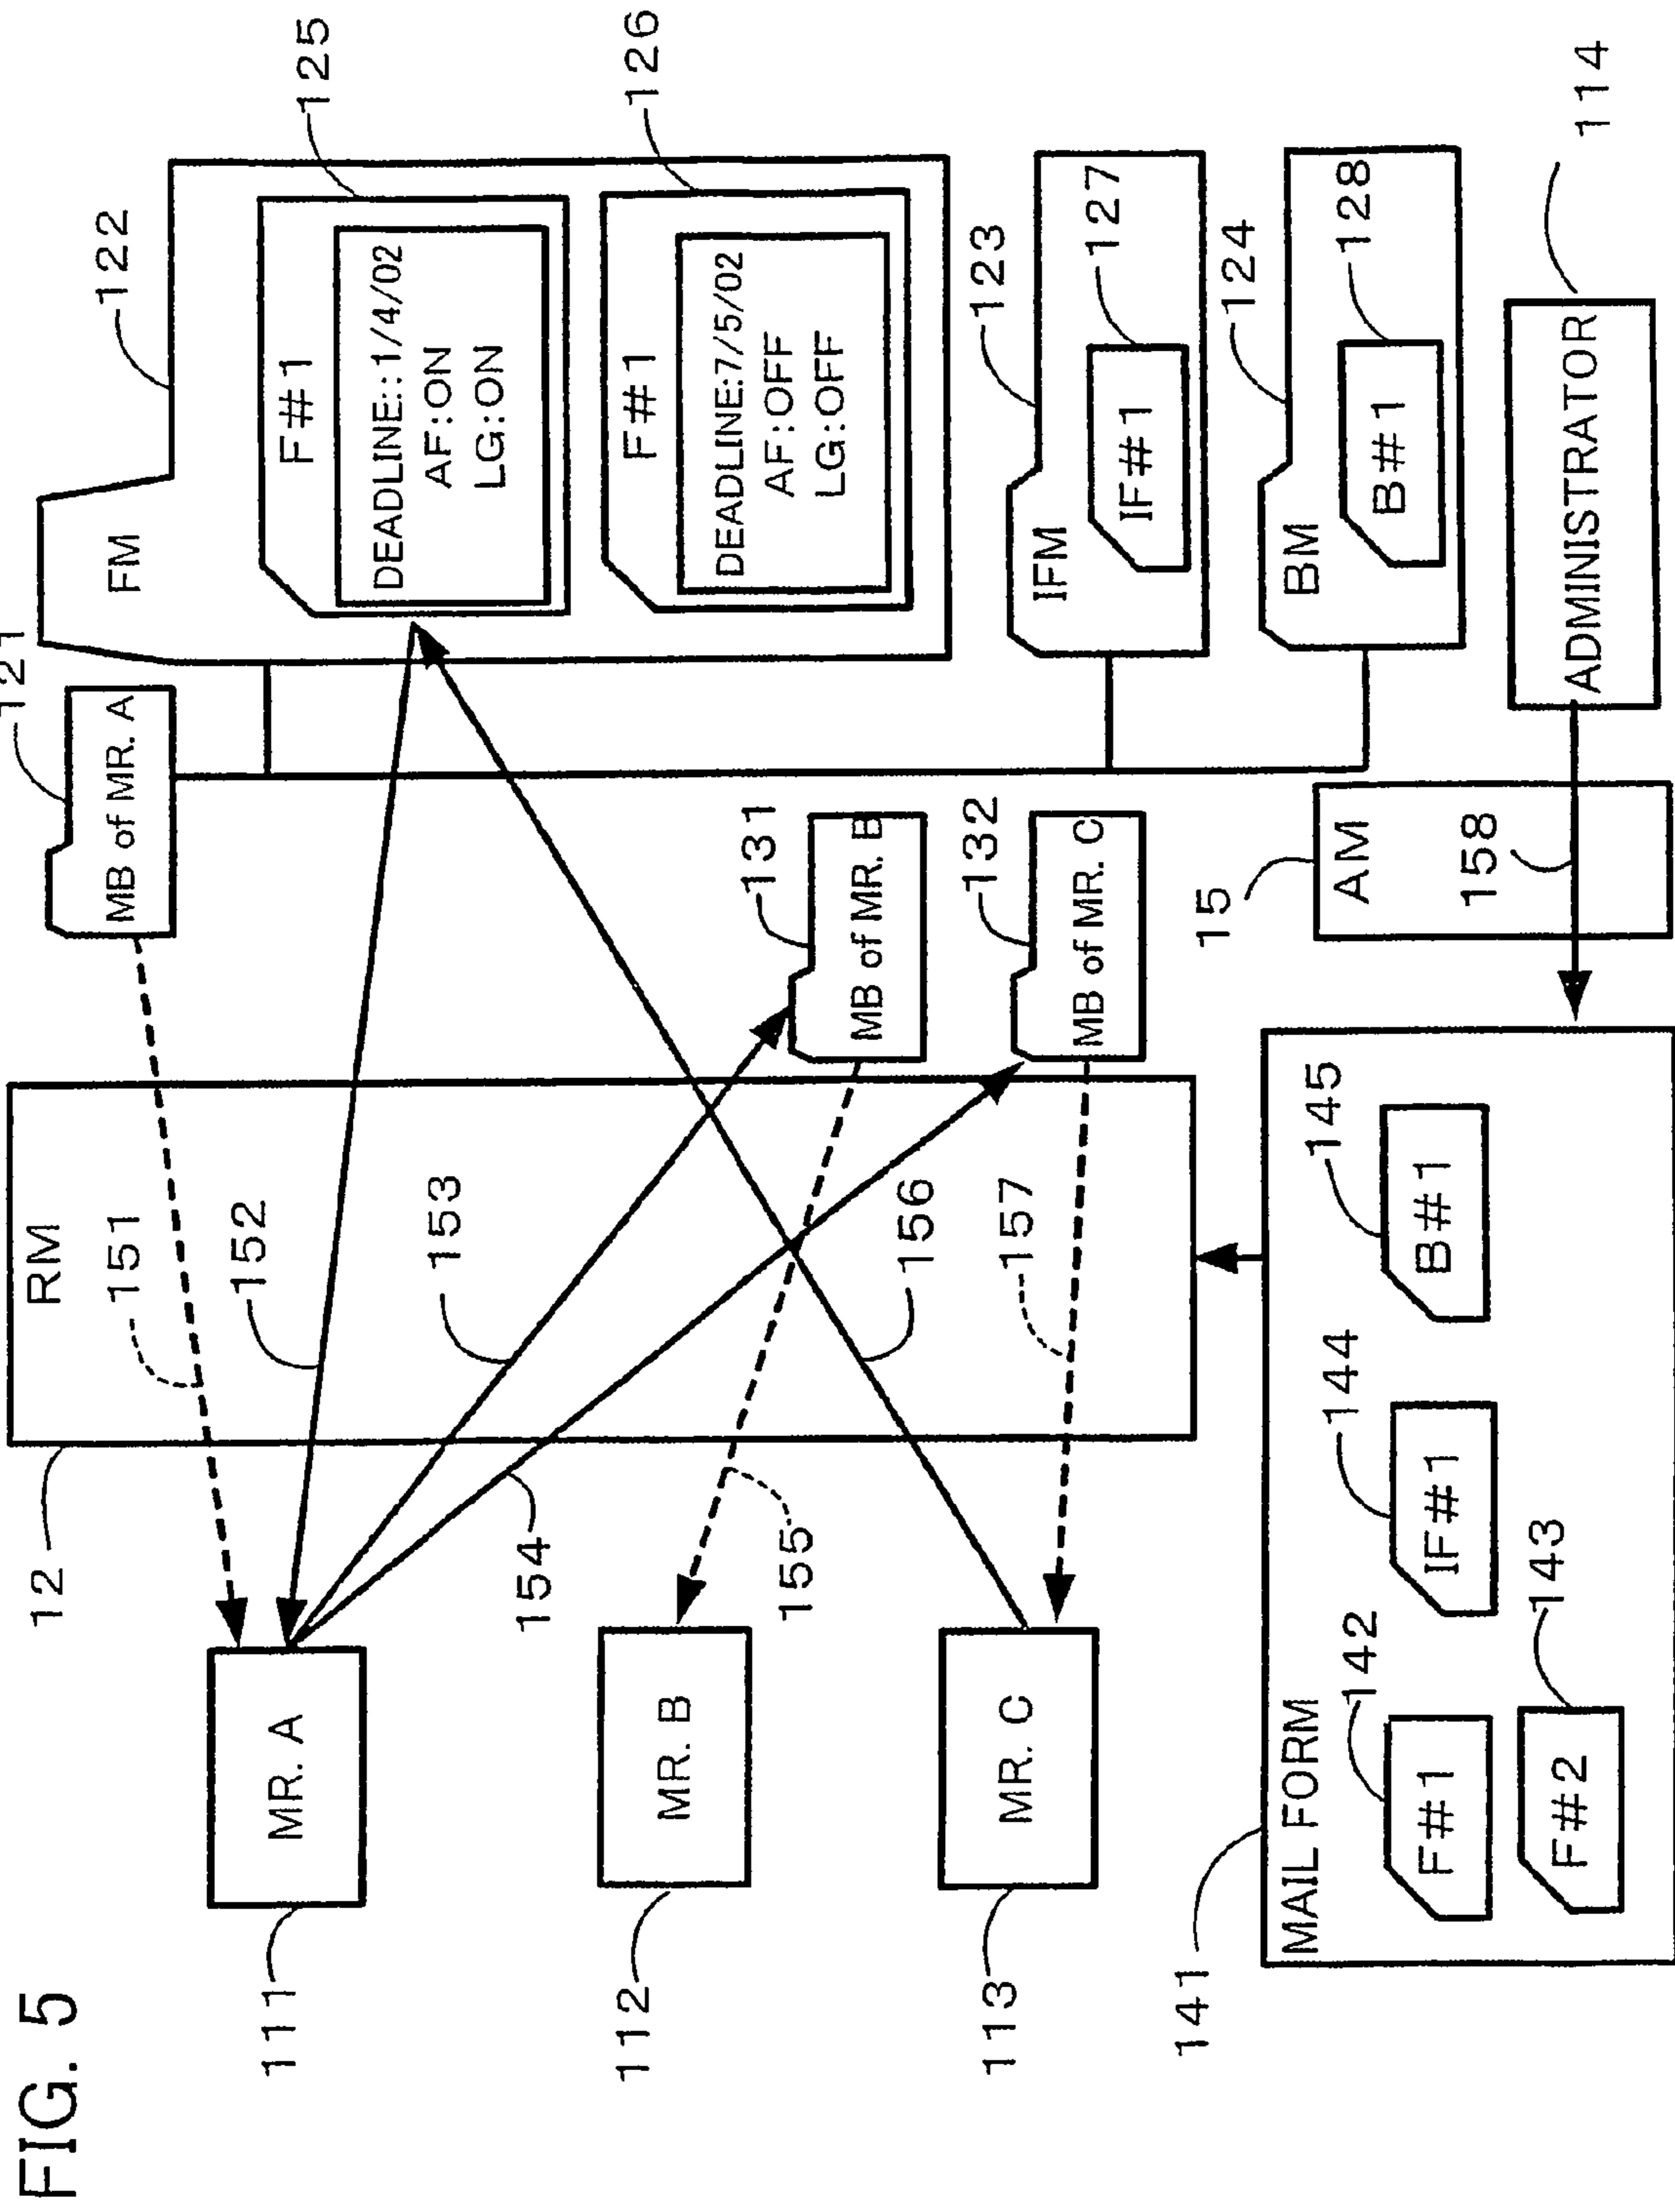 FIG. 5
121
MB of MR. A
122
FM
125
F#1
DEADLINE::1/4/02
AF:ON
LG:ON
126
F#1
DEADLINE:7/5/02
AF:OFF
LG:OFF
12
RM
151
152
153
154
155
156
157
111
MR. A
112
MR. B
113
MR. C
131
MB of MR. B
132
MB of MR. C
123
IFM
127
IF#1
124
BM
128
B#1
141
MAIL FORM
142
F#1
143
F#2
144
IF#1
145
B#1
15
AM
158
ADMINISTRATOR
114